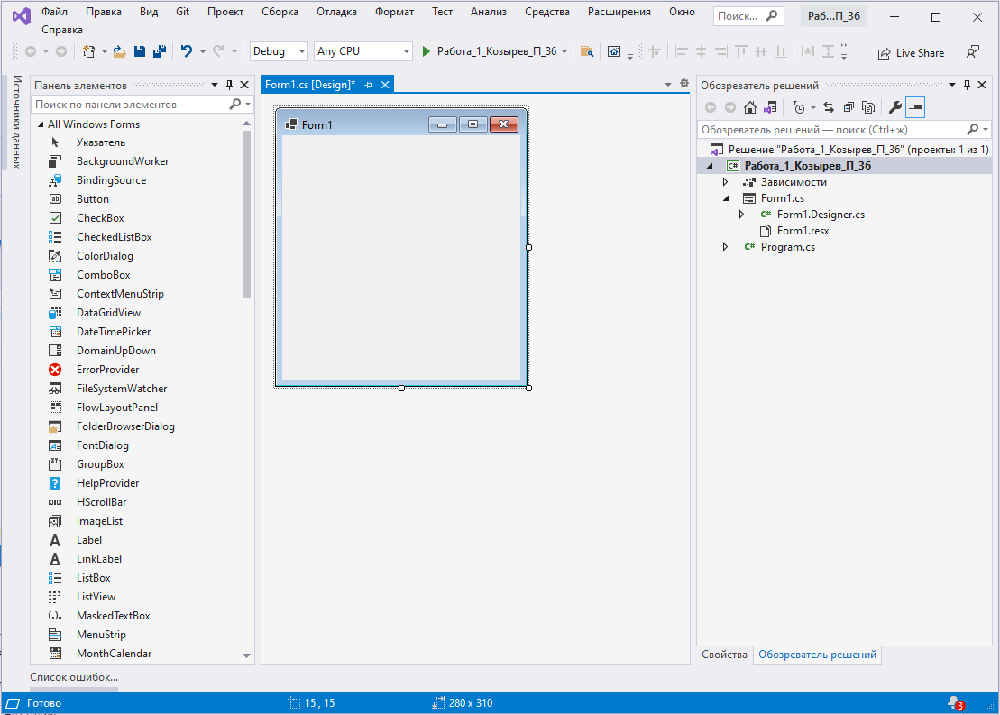 Файл Правка Вид Git Проект Сборка Отладка Формат Тест Анализ Средства Расширения Окно Поиск... Раб...П_36
Справка
Debug Any CPU Работа_1_Козырев_П_36 Live Share
Источники данных
Панель элементов
Поиск по панели элементов
All Windows Forms
Указатель
BackgroundWorker
BindingSource
Button
CheckBox
CheckedListBox
ColorDialog
ComboBox
ContextMenuStrip
DataGridView
DateTimePicker
DomainUpDown
ErrorProvider
FileSystemWatcher
FlowLayoutPanel
FolderBrowserDialog
FontDialog
GroupBox
HelpProvider
HScrollBar
ImageList
Label
LinkLabel
ListBox
ListView
MaskedTextBox
MenuStrip
MonthCalendar
Form1.cs [Design]*
Form1
Обозреватель решений
Обозреватель решений — поиск (Ctrl+ж)
Решение "Работа_1_Козырев_П_36" (проекты: 1 из 1)
Работа_1_Козырев_П_36
Зависимости
Form1.cs
C# Form1.Designer.cs
Form1.resx
C# Program.cs
Свойства Обозреватель решений
Список ошибок...
Готово 15, 15 280 x 310 3